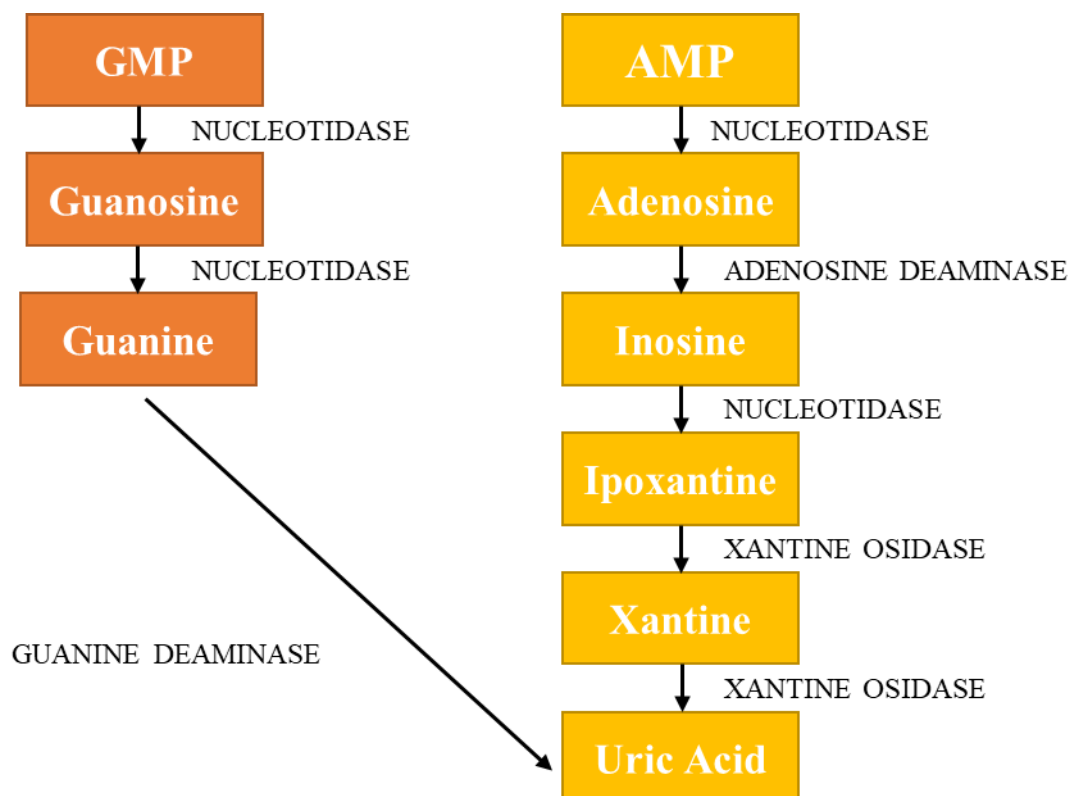 GMP
NUCLEOTIDASE
Guanosine
NUCLEOTIDASE
Guanine
GUANINE DEAMINASE
AMP
NUCLEOTIDASE
Adenosine
ADENOSINE DEAMINASE
Inosine
NUCLEOTIDASE
Ipoxantine
XANTINE OSIDASE
Xantine
XANTINE OSIDASE
Uric Acid